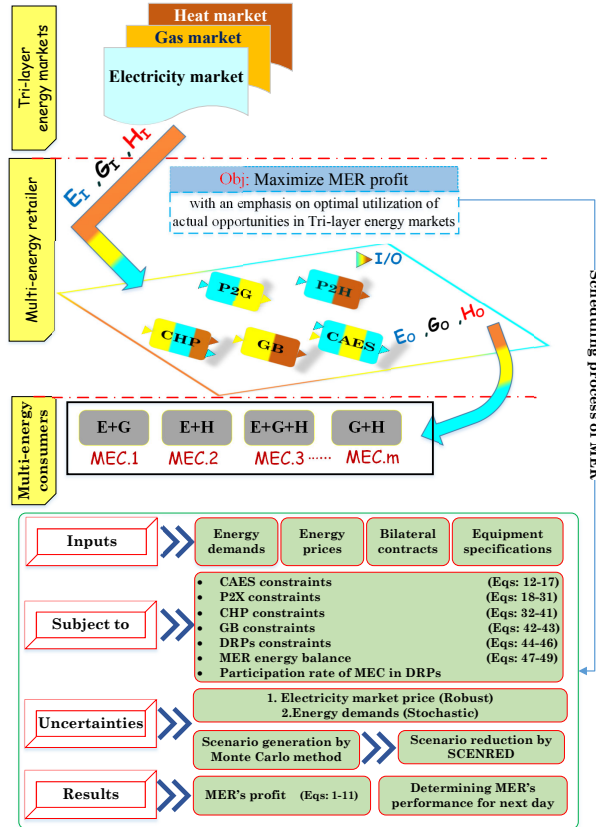 Heat market
Gas market
Electricity market
Tri-layer
energy markets
E_I ,G_I ,H_I
Multi-energy retailer
Obj: Maximize MER profit
with an emphasis on optimal utilization of
actual opportunities in Tri-layer energy markets
I/O
P2G
P2H
CHP
GB
CAES
E_O ,G_O ,H_O
Scheduling process of MER
Multi-energy
consumers
E+G
E+H
E+G+H
G+H
MEC.1
MEC.2
MEC.3 ......
MEC.m
Inputs
Energy
demands
Energy
prices
Bilateral
contracts
Equipment
specifications
Subject to
• CAES constraints (Eqs: 12-17)
• P2X constraints (Eqs: 18-31)
• CHP constraints (Eqs: 32-41)
• GB constraints (Eqs: 42-43)
• DRPs constraints (Eqs: 44-46)
• MER energy balance (Eqs: 47-49)
• Participation rate of MEC in DRPs
Uncertainties
1. Electricity market price (Robust)
2.Energy demands (Stochastic)
Scenario generation by
Monte Carlo method
Scenario reduction by
SCENRED
Results
MER's profit (Eqs: 1-11)
Determining MER's
performance for next day